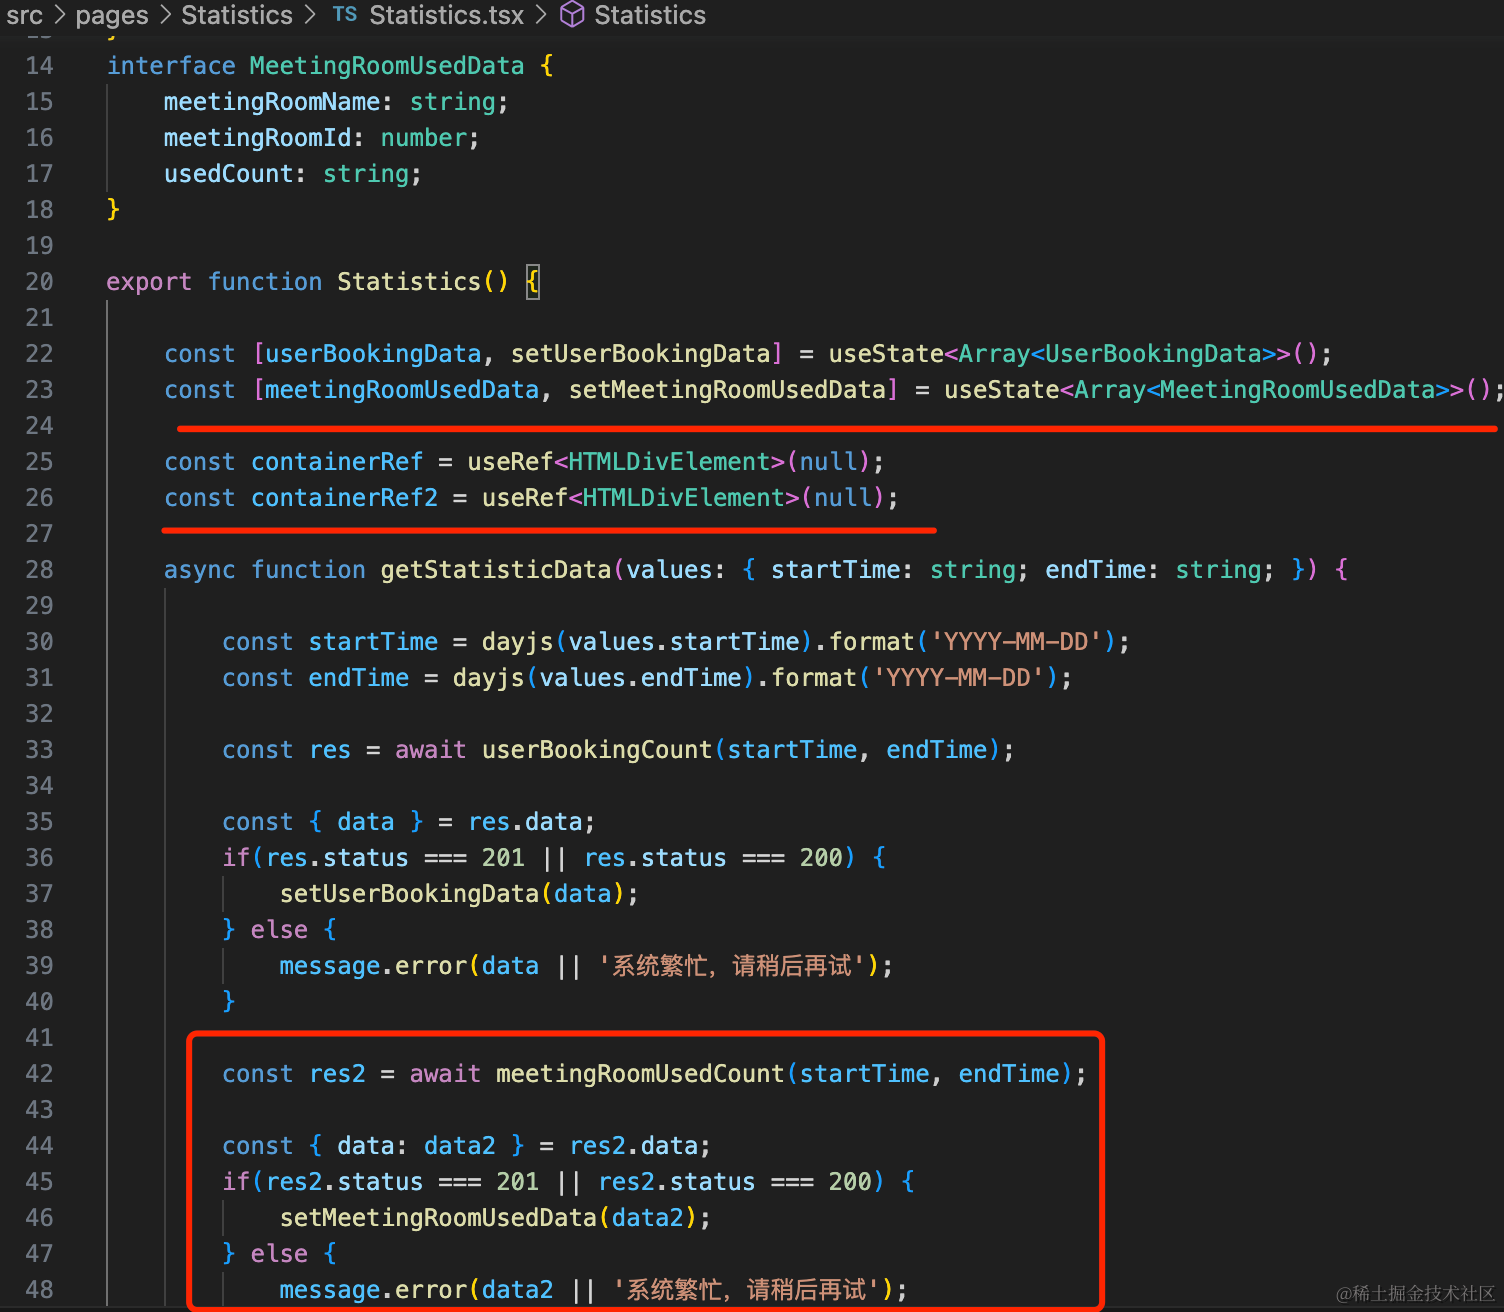 src > pages > Statistics > TS Statistics.tsx > Statistics
14 interface MeetingRoomUsedData {
15     meetingRoomName: string;
16     meetingRoomId: number;
17     usedCount: string;
18 }
19
20 export function Statistics() {
21
22     const [userBookingData, setUserBookingData] = useState<Array<UserBookingData>>();
23     const [meetingRoomUsedData, setMeetingRoomUsedData] = useState<Array<MeetingRoomUsedData>>();
24
25     const containerRef = useRef<HTMLDivElement>(null);
26     const containerRef2 = useRef<HTMLDivElement>(null);
27
28     async function getStatisticData(values: { startTime: string; endTime: string; }) {
29
30         const startTime = dayjs(values.startTime).format('YYYY-MM-DD');
31         const endTime = dayjs(values.endTime).format('YYYY-MM-DD');
32
33         const res = await userBookingCount(startTime, endTime);
34
35         const { data } = res.data;
36         if(res.status === 201 || res.status === 200) {
37             setUserBookingData(data);
38         } else {
39             message.error(data || '系统繁忙，请稍后再试');
40         }
41
42         const res2 = await meetingRoomUsedCount(startTime, endTime);
43
44         const { data: data2 } = res2.data;
45         if(res2.status === 201 || res2.status === 200) {
46             setMeetingRoomUsedData(data2);
47         } else {
48             message.error(data2 || '系统繁忙，请稍后再试');
@稀土掘金技术社区